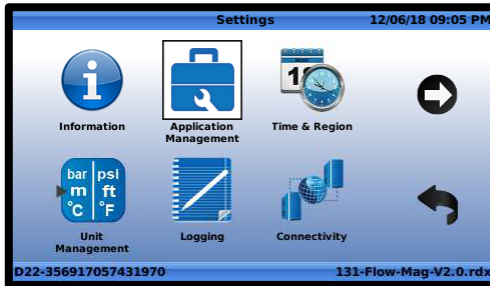 Settings 12/06/18 09:05 PM
18
Information Application Time & Region
Management
bar psi
m ft
°C °F
Unit Logging Connectivity
Management
D22-356917057431970 131-Flow-Mag-V2.0.rdx